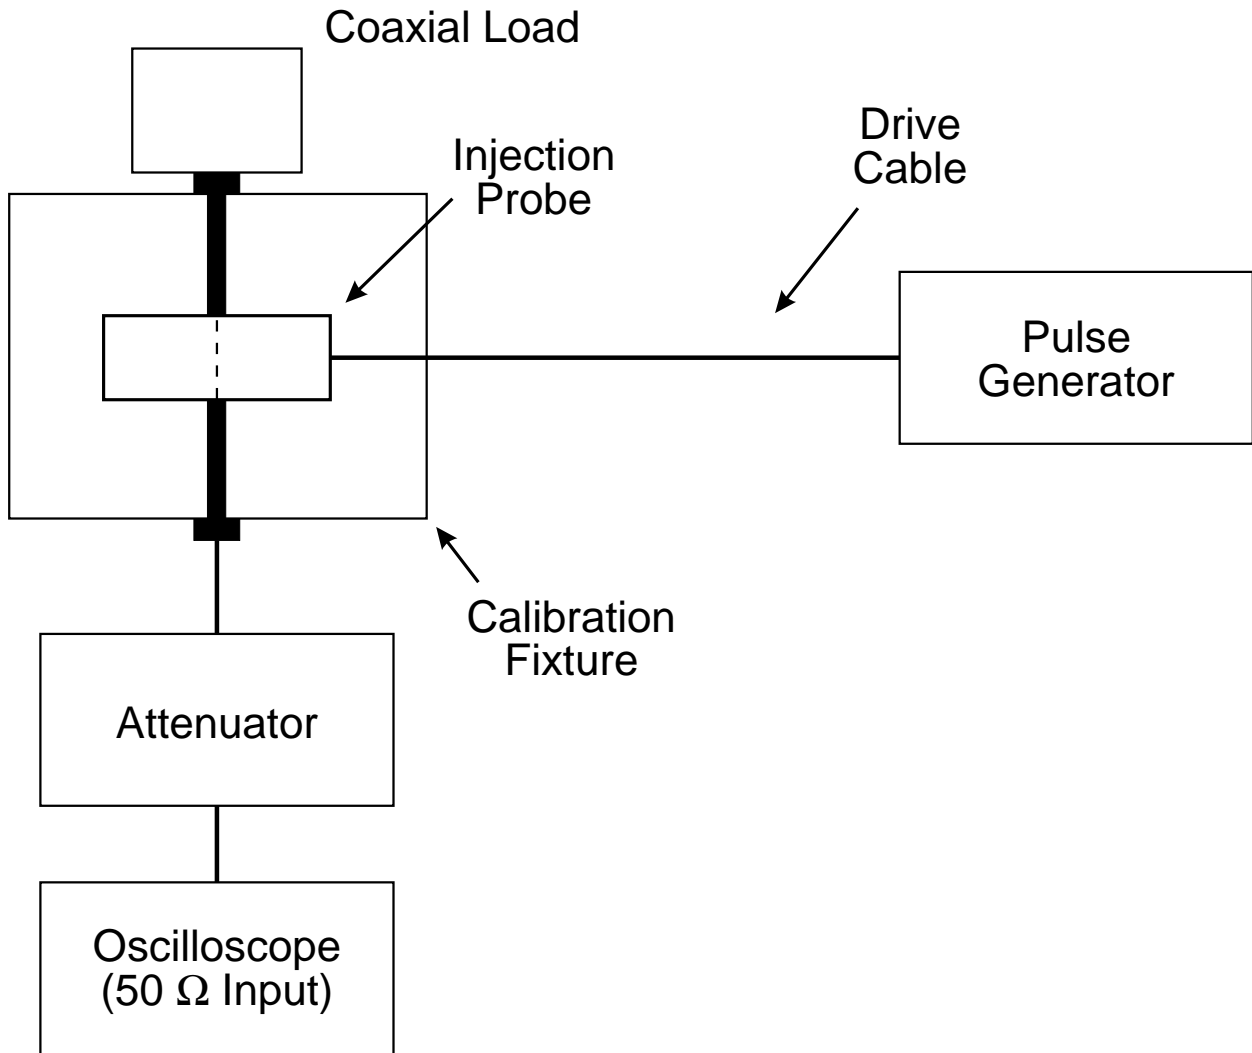 Coaxial Load
Injection
Probe
Drive
Cable
Pulse
Generator
Calibration
Fixture
Attenuator
Oscilloscope
(50 Ω Input)